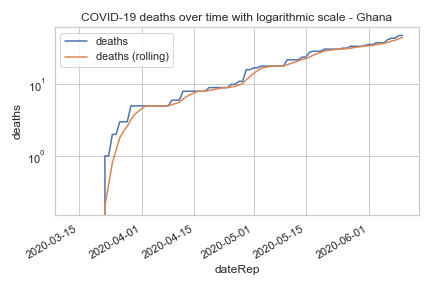 COVID-19 deaths over time with logarithmic scale - Ghana
deaths
deaths (rolling)
deaths
10¹
10⁰
2020-03-15
2020-04-01
2020-04-15
2020-05-01
2020-05-15
2020-06-01
dateRep